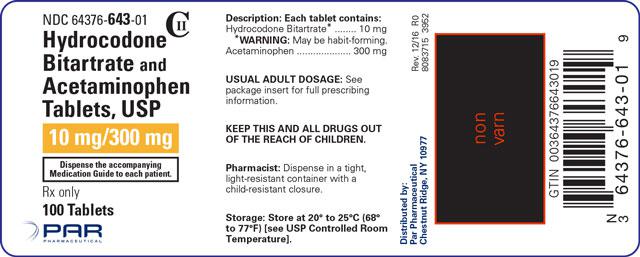 NDC 64376-643-01
CII
Hydrocodone
Bitartrate and
Acetaminophen
Tablets, USP
10 mg/300 mg
Dispense the accompanying
Medication Guide to each patient.
Rx only
100 Tablets
PAR
PHARMACEUTICAL
Description: Each tablet contains:
Hydrocodone Bitartrate* ........ 10 mg
*WARNING: May be habit-forming.
Acetaminophen .................... 300 mg
USUAL ADULT DOSAGE: See
package insert for full prescribing
information.
KEEP THIS AND ALL DRUGS OUT
OF THE REACH OF CHILDREN.
Pharmacist: Dispense in a tight,
light-resistant container with a
child-resistant closure.
Storage: Store at 20° to 25°C (68°
to 77°F) [see USP Controlled Room
Temperature].
Distributed by:
Par Pharmaceutical
Chestnut Ridge, NY 10977
Rev. 12/16 R0
8083715 3952
non
varn
GTIN 00364376643019
N
3 64376-643-01 9